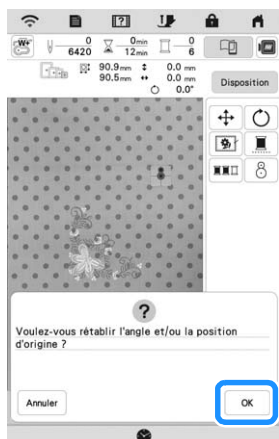 W+
0
6420
0min
12min
0
6
90.9mm
90.5mm
0.0 mm
0.0 mm
0.0°
Disposition
?
Voulez-vous rétablir l'angle et/ou la position
d'origine ?
Annuler
OK